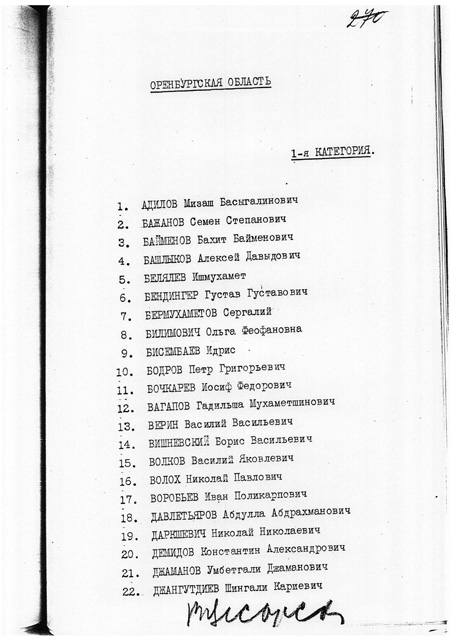 270
ОРЕНБУРГСКАЯ ОБЛАСТЬ
1-я КАТЕГОРИЯ.
1. АДИЛОВ Мизаш Басыгалинович
2. БАЖАНОВ Семен Степанович
3. БАЙМЕНОВ Бахит Байменович
4. БАШЛЫКОВ Алексей Давыдович
5. БЕЛЯЛЕВ Ишмухамет
6. БЕНДИНГЕР Густав Густавович
7. БЕРМУХАМЕТОВ Сергалий
8. БИЛИМОВИЧ Ольга Феофановна
9. БИСЕМБАЕВ Идрис
10. БОДРОВ Петр Григорьевич
11. БОЧКАРЕВ Иосиф Федорович
12. ВАГАПОВ Гадильша Мухаметшинович
13. ВЕРИН Василий Васильевич
14. ВИШНЕВСКИЙ Борис Васильевич
15. ВОЛКОВ Василий Яковлевич
16. ВОЛОХ Николай Павлович
17. ВОРОБЬЕВ Иван Поликарпович
18. ДАВЛЕТЬЯРОВ Абдулла Абдрахманович
19. ДАРЮШЕВИЧ Николай Николаевич
20. ДЕМИДОВ Константин Александрович
21. ДЖАМАНОВ Умбетгали Джаманович
22. ДЖАНГУТДИЕВ Шингали Кариевич